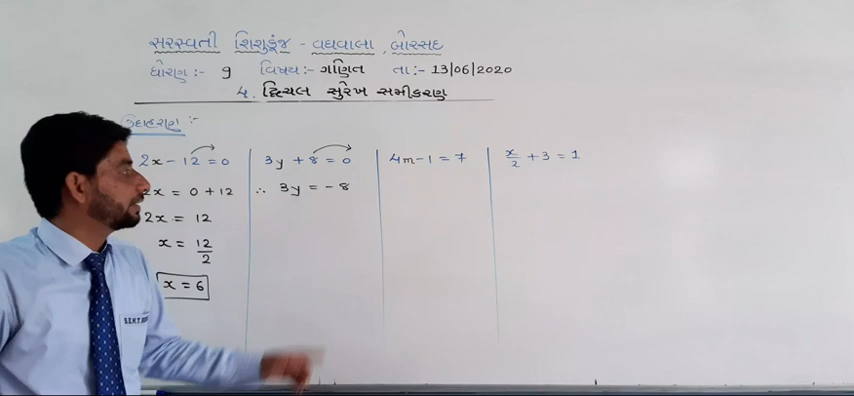 સરસ્વતી શિશુકુંજ - વઘવાલા, બોરસદ
ધોરણ :- 9 વિષય :- ગણિત તા :- 13/06/2020
4. દ્વિચલ સુરેખ સમીકરણ
ઉદાહરણ :-
2x - 12 = 0
2x = 0 + 12
2x = 12
x = 12/2
x = 6
3y + 8 = 0
∴ 3y = - 8
4m - 1 = 7
x/2 + 3 = 1